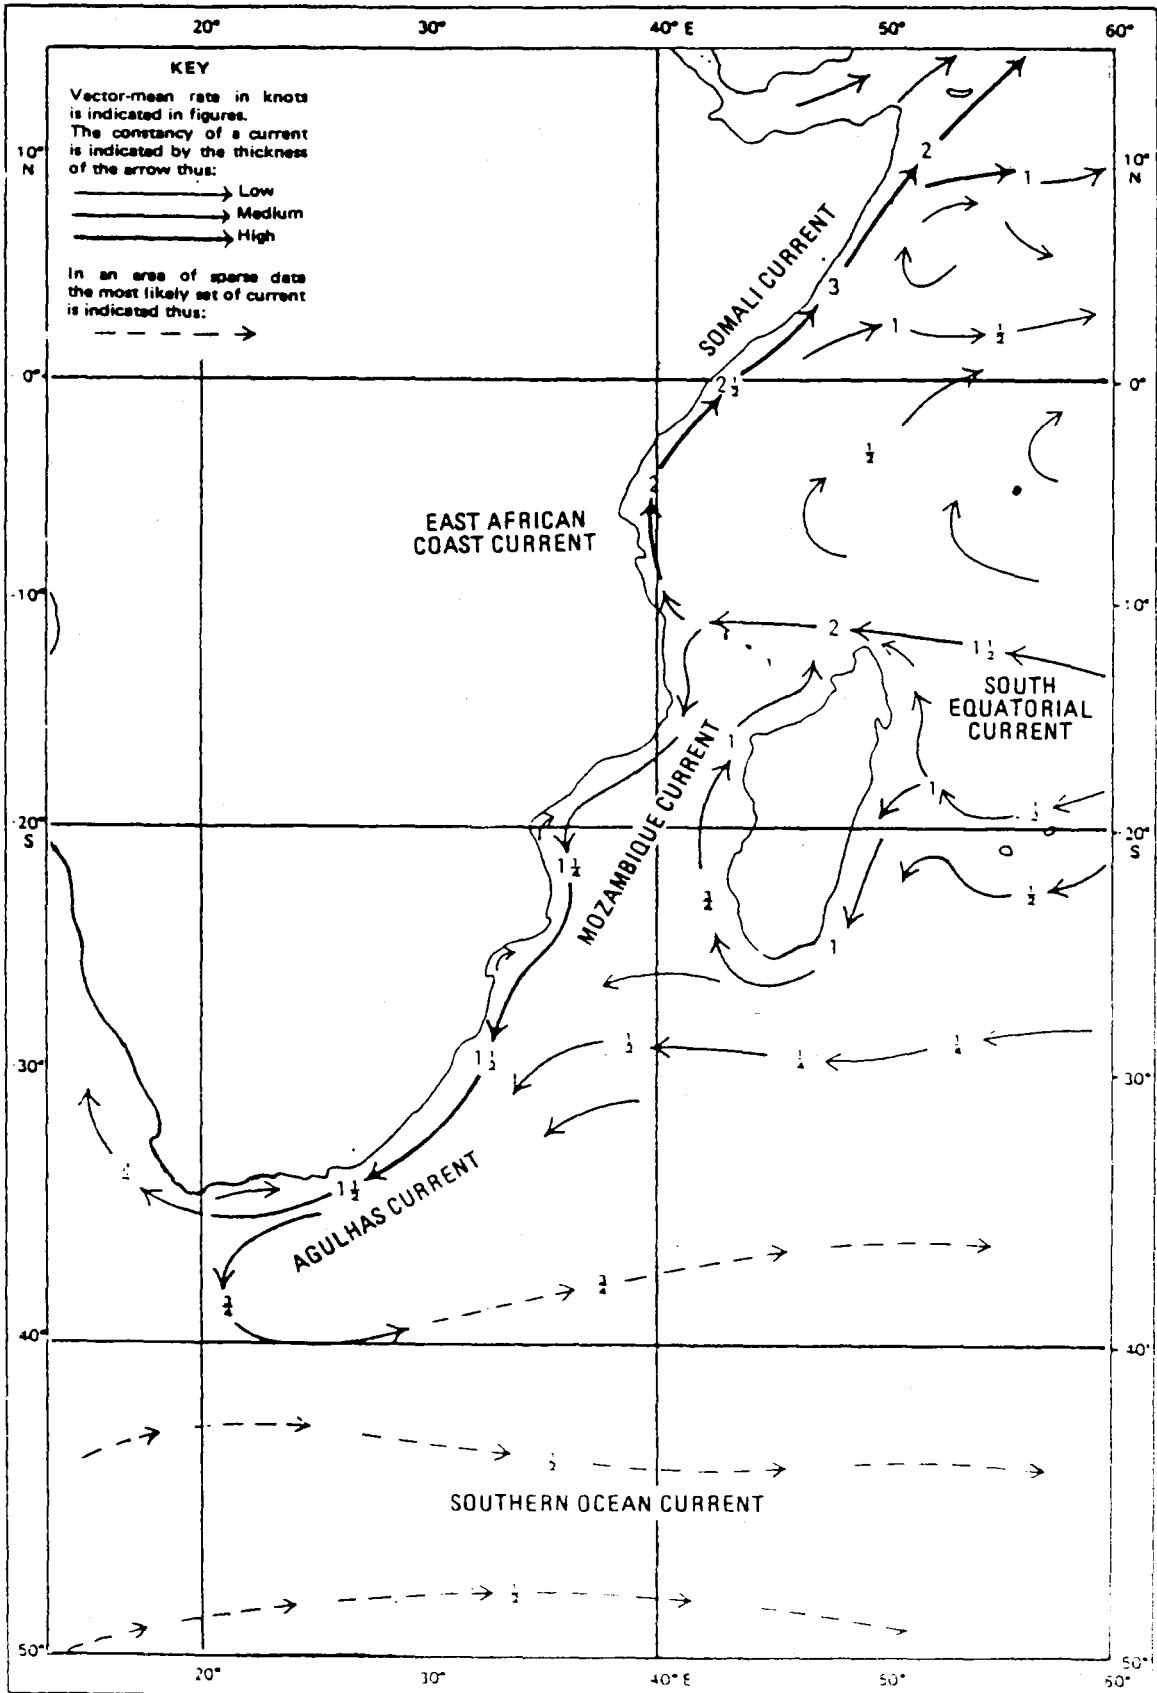 20° 30° 40° E 50° 60°
KEY
Vector-mean rate in knots
is indicated in figures.
The constancy of a current
is indicated by the thickness
of the arrow thus:
Low
Medium
High
In an area of sparse data
the most likely set of current
is indicated thus:
10°
N
10°
N
2
1
SOMALI CURRENT
3
1
½
0°
0°
2½
½
2
EAST AFRICAN
COAST CURRENT
10°
10°
2
1½
SOUTH
EQUATORIAL
CURRENT
MOZAMBIQUE CURRENT
1
1
½
20°
S
20°
S
1¼
¾
½
1
1½
½
¼
¼
30°
30°
1½
AGULHAS CURRENT
¾
¾
40°
40°
½
SOUTHERN OCEAN CURRENT
½
50°
50°
20° 30° 40° E 50° 60°